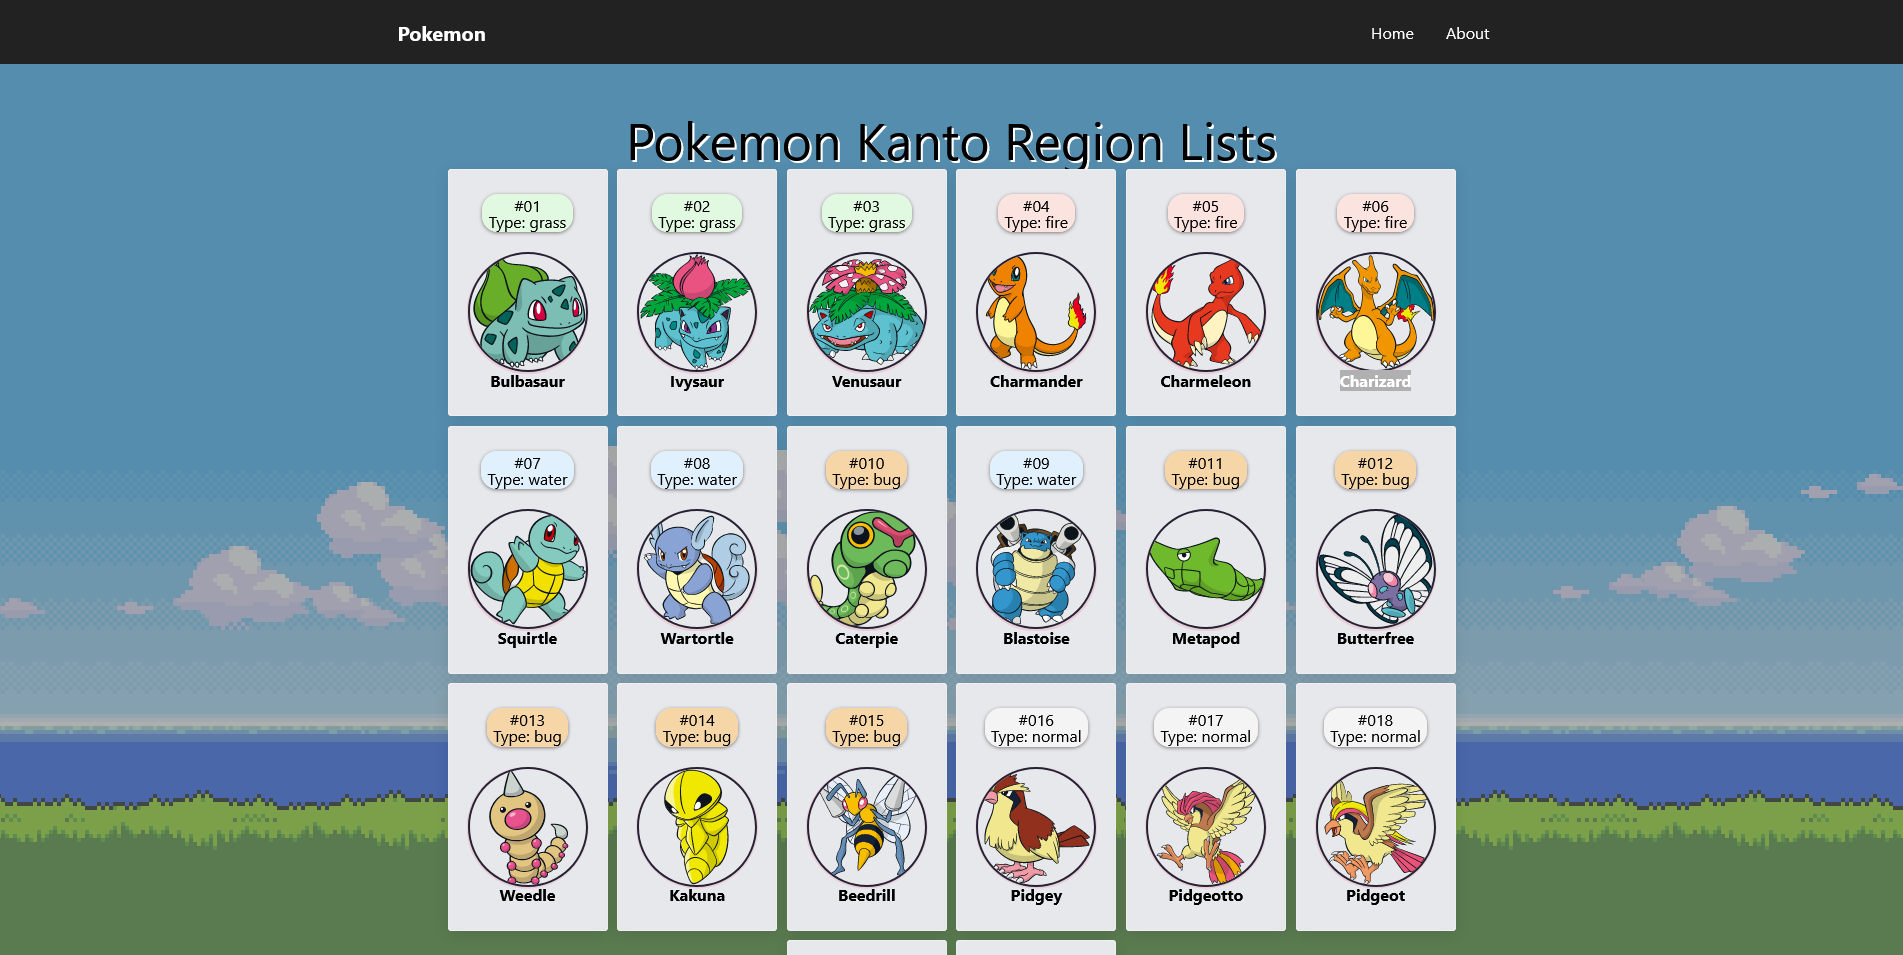 Pokemon
Home
About
Pokemon Kanto Region Lists
#01
Type: grass
Bulbasaur
#02
Type: grass
Ivysaur
#03
Type: grass
Venusaur
#04
Type: fire
Charmander
#05
Type: fire
Charmeleon
#06
Type: fire
Charizard
#07
Type: water
Squirtle
#08
Type: water
Wartortle
#010
Type: bug
Caterpie
#09
Type: water
Blastoise
#011
Type: bug
Metapod
#012
Type: bug
Butterfree
#013
Type: bug
Weedle
#014
Type: bug
Kakuna
#015
Type: bug
Beedrill
#016
Type: normal
Pidgey
#017
Type: normal
Pidgeotto
#018
Type: normal
Pidgeot